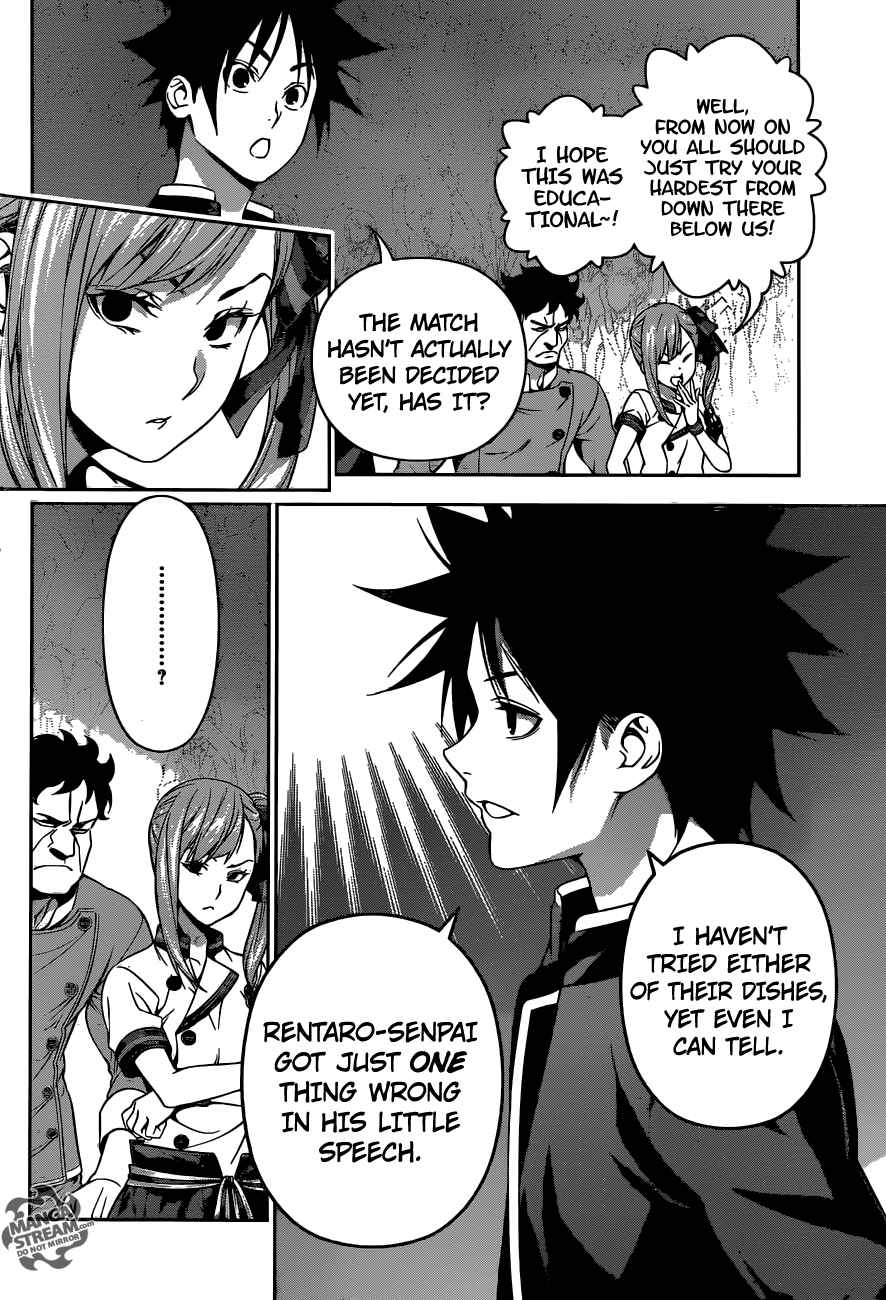 WELL,
FROM NOW ON
YOU ALL SHOULD
JUST TRY YOUR
HARDEST FROM
DOWN THERE
BELOW US!
I HOPE
THIS WAS
EDUCA-
TIONAL~!
THE MATCH
HASN'T ACTUALLY
BEEN DECIDED
YET, HAS IT?
I HAVEN'T
TRIED EITHER
OF THEIR DISHES,
YET EVEN I
CAN TELL.
RENTARO-SENPAI
GOT JUST ONE
THING WRONG
IN HIS LITTLE
SPEECH.
............?
MANGA
STREAM.com
DO NOT MIRROR